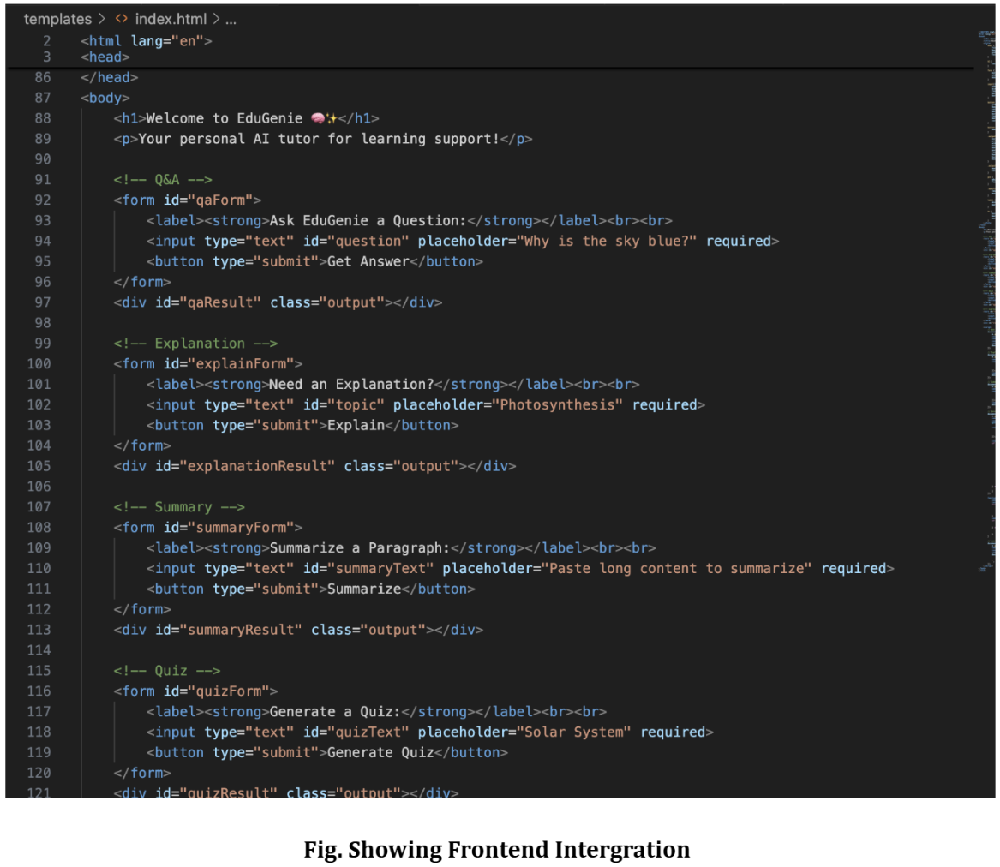 templates > <> index.html > ...
2 <html lang="en">
3 <head>
86 </head>
87 <body>
88 <h1>Welcome to EduGenie 🧠✨</h1>
89 <p>Your personal AI tutor for learning support!</p>
90
91 <!-- Q&A -->
92 <form id="qaForm">
93 <label><strong>Ask EduGenie a Question:</strong></label><br><br>
94 <input type="text" id="question" placeholder="Why is the sky blue?" required>
95 <button type="submit">Get Answer</button>
96 </form>
97 <div id="qaResult" class="output"></div>
98
99 <!-- Explanation -->
100 <form id="explainForm">
101 <label><strong>Need an Explanation?</strong></label><br><br>
102 <input type="text" id="topic" placeholder="Photosynthesis" required>
103 <button type="submit">Explain</button>
104 </form>
105 <div id="explanationResult" class="output"></div>
106
107 <!-- Summary -->
108 <form id="summaryForm">
109 <label><strong>Summarize a Paragraph:</strong></label><br><br>
110 <input type="text" id="summaryText" placeholder="Paste long content to summarize" required>
111 <button type="submit">Summarize</button>
112 </form>
113 <div id="summaryResult" class="output"></div>
114
115 <!-- Quiz -->
116 <form id="quizForm">
117 <label><strong>Generate a Quiz:</strong></label><br><br>
118 <input type="text" id="quizText" placeholder="Solar System" required>
119 <button type="submit">Generate Quiz</button>
120 </form>
121 <div id="quizResult" class="output"></div>
Fig. Showing Frontend Intergration